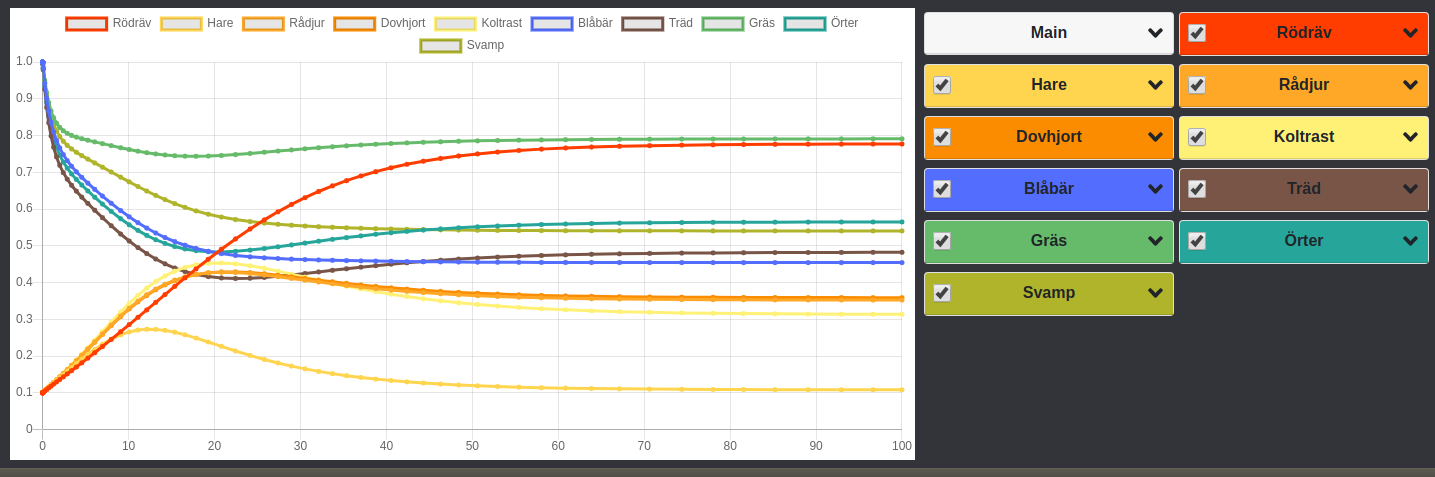 Rödräv Hare Rådjur Dovhjort Koltrast Blåbär Träd Gräs Örter
Svamp
1.0
0.9
0.8
0.7
0.6
0.5
0.4
0.3
0.2
0.1
0
0 10 20 30 40 50 60 70 80 90 100
Main Rödräv
Hare Rådjur
Dovhjort Koltrast
Blåbär Träd
Gräs Örter
Svamp